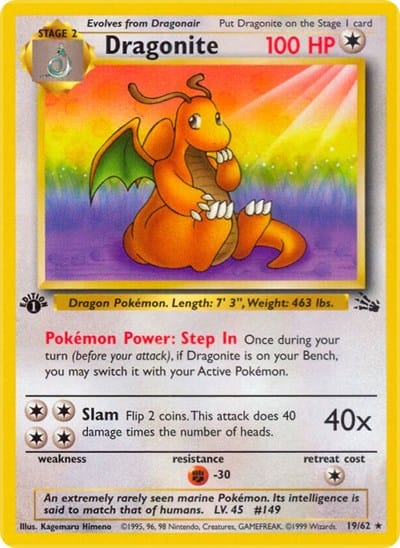 Evolves from Dragonair Put Dragonite on the Stage 1 card
STAGE 2
Dragonite 100 HP
EDITION
1
Dragon Pokémon. Length: 7' 3", Weight: 463 lbs.
Pokémon Power: Step In Once during your
turn (before your attack), if Dragonite is on your Bench,
you may switch it with your Active Pokémon.
Slam Flip 2 coins. This attack does 40
damage times the number of heads.
40x
weakness resistance retreat cost
-30
An extremely rarely seen marine Pokémon. Its intelligence is
said to match that of humans. LV. 45 #149
Illus. Kagemaru Himeno ©1995, 96, 98 Nintendo, Creatures, GAMEFREAK. ©1999 Wizards. 19/62